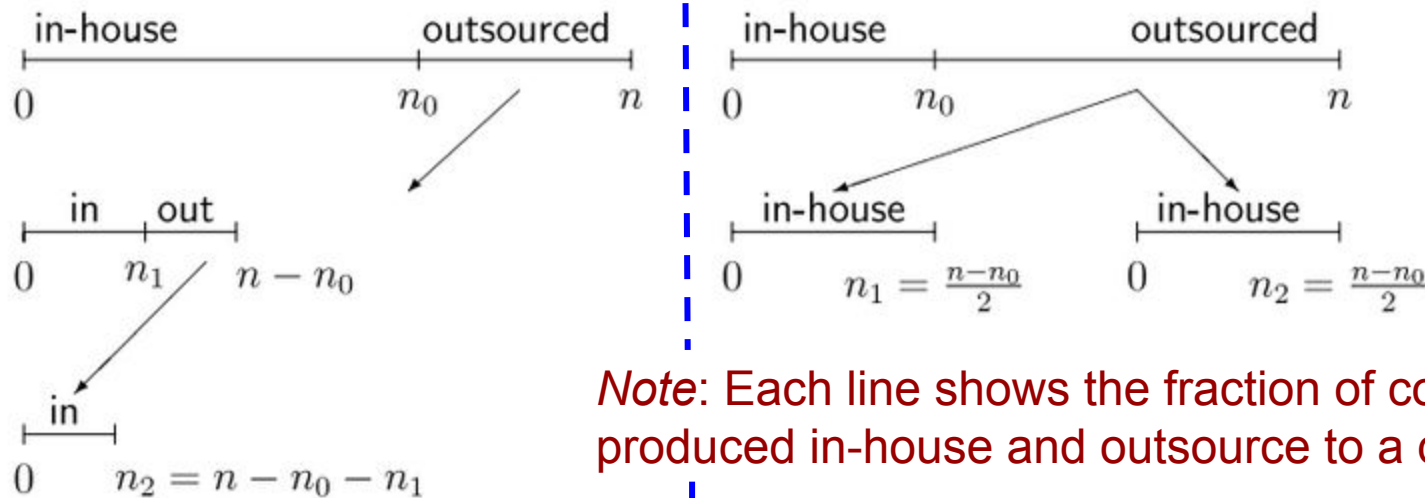 in-house outsourced
0 n₀ n
in out
0 n₁ n − n₀
in
0 n₂ = n − n₀ − n₁
in-house outsourced
0 n₀ n
in-house in-house
0 n₁ = \frac{n−n₀}{2} 0 n₂ = \frac{n−n₀}{2}
Note: Each line shows the fraction of
produced in-house and outsource to a